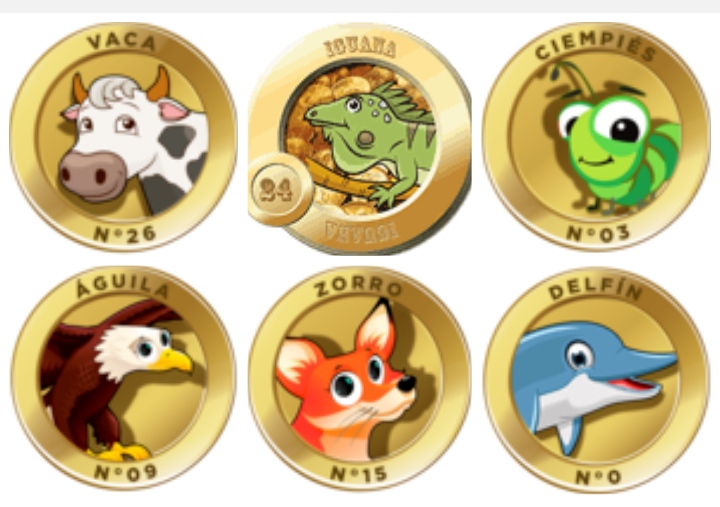 VACA
N°26
IGUANA
24
CIEMPIÉS
N°03
ÁGUILA
N°09
ZORRO
N°15
DELFÍN
N°0